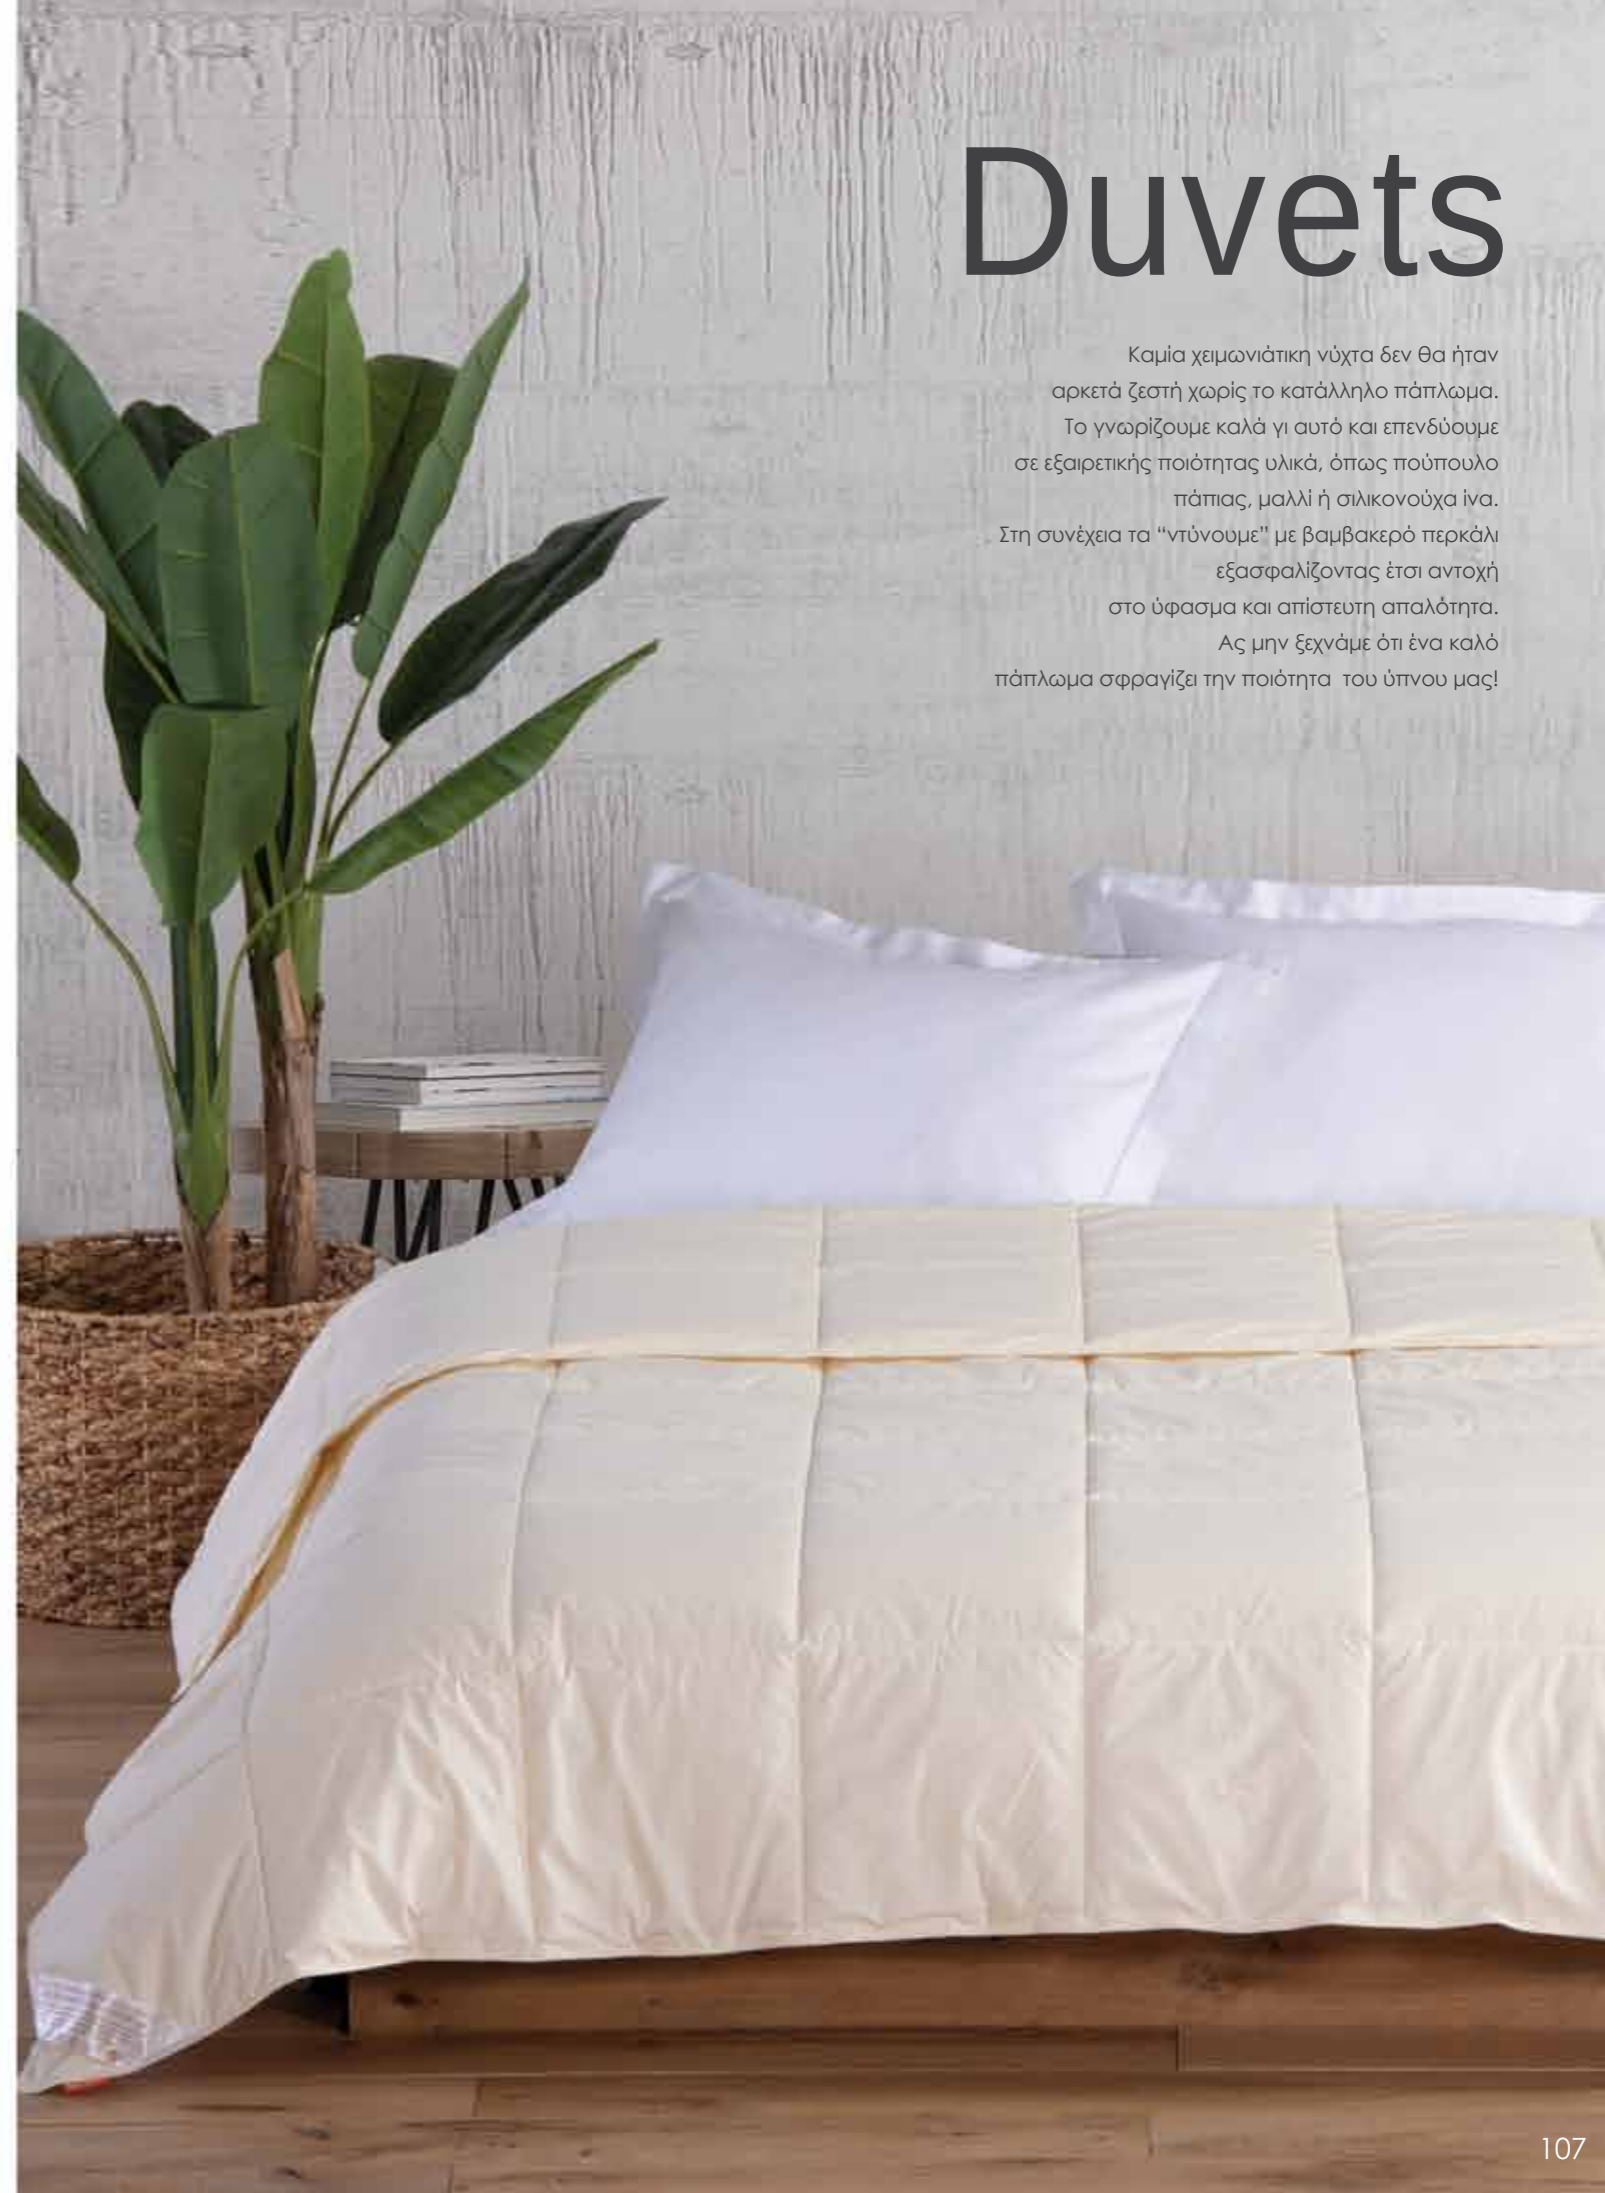 Duvets
Καμία χειμωνιάτικη νύχτα δεν θα ήταν
αρκετά ζεστή χωρίς το κατάλληλο πάπλωμα.
Το γνωρίζουμε καλά γι αυτό και επενδύουμε
σε εξαιρετικής ποιότητας υλικά, όπως πούπουλο
πάπιας, μαλλί ή σιλικονούχα ίνα.
Στη συνέχεια τα “ντύνουμε” με βαμβακερό περκάλι
εξασφαλίζοντας έτσι αντοχή
στο ύφασμα και απίστευτη απαλότητα.
Ας μην ξεχνάμε ότι ένα καλό
πάπλωμα σφραγίζει την ποιότητα  του ύπνου μας!
107